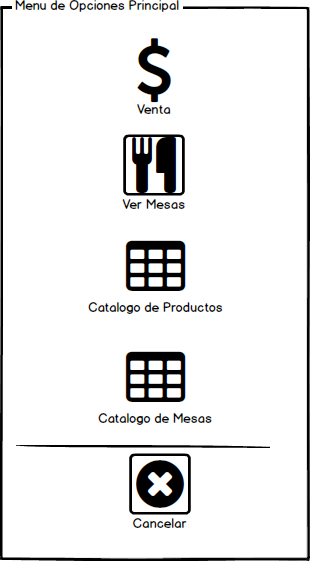 Menu de Opciones Principal
$
Venta
Ver Mesas
Catalogo de Productos
Catalogo de Mesas
Cancelar